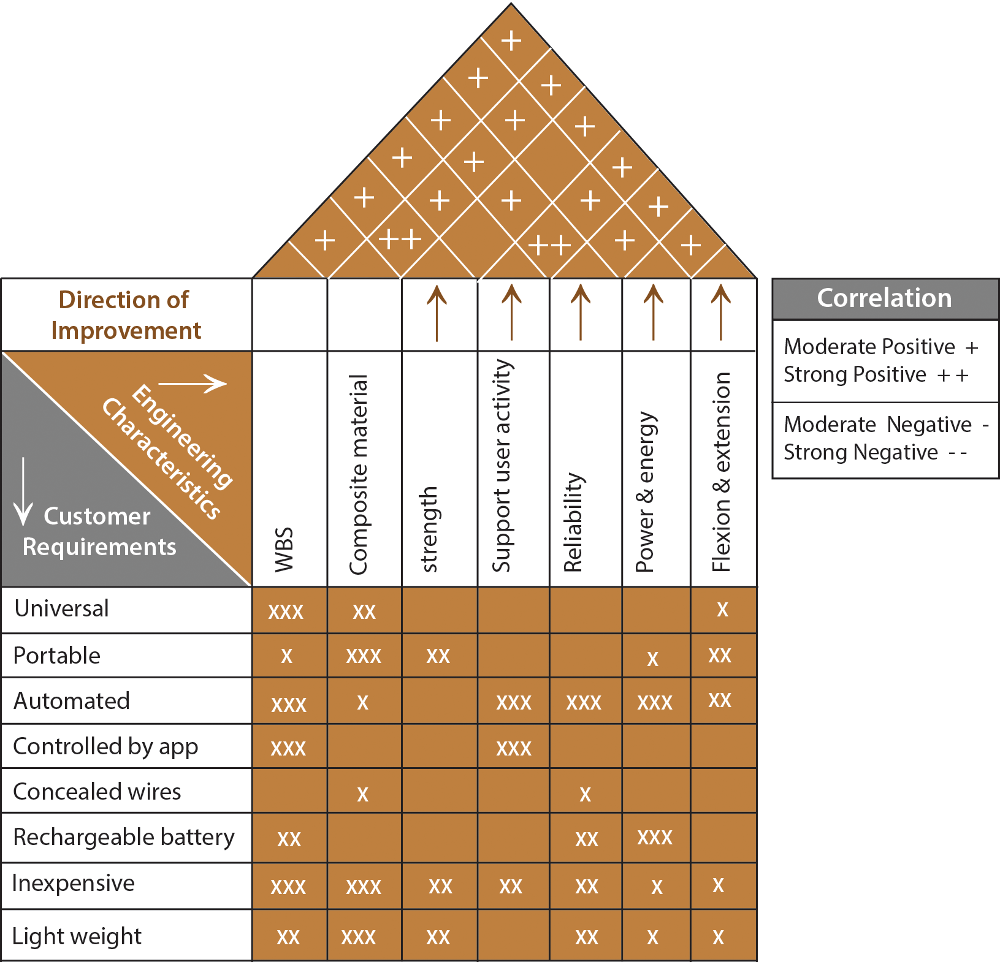 +
+
+
+ + +
+ + +
+ + + +
+ ++ ++ + +
Direction of
Improvement
Correlation
Moderate Positive +
Strong Positive + +
Moderate Negative -
Strong Negative - -
Engineering
Characteristics
Customer
Requirements
WBS
Composite material
strength
Support user activity
Reliability
Power & energy
Flexion & extension
Universal XXX XX X
Portable X XXX XX X XX
Automated XXX X XXX XXX XXX XX
Controlled by app XXX XXX
Concealed wires X X
Rechargeable battery XX XX XXX
Inexpensive XXX XXX XX XX XX X X
Light weight XX XXX XX XX X X